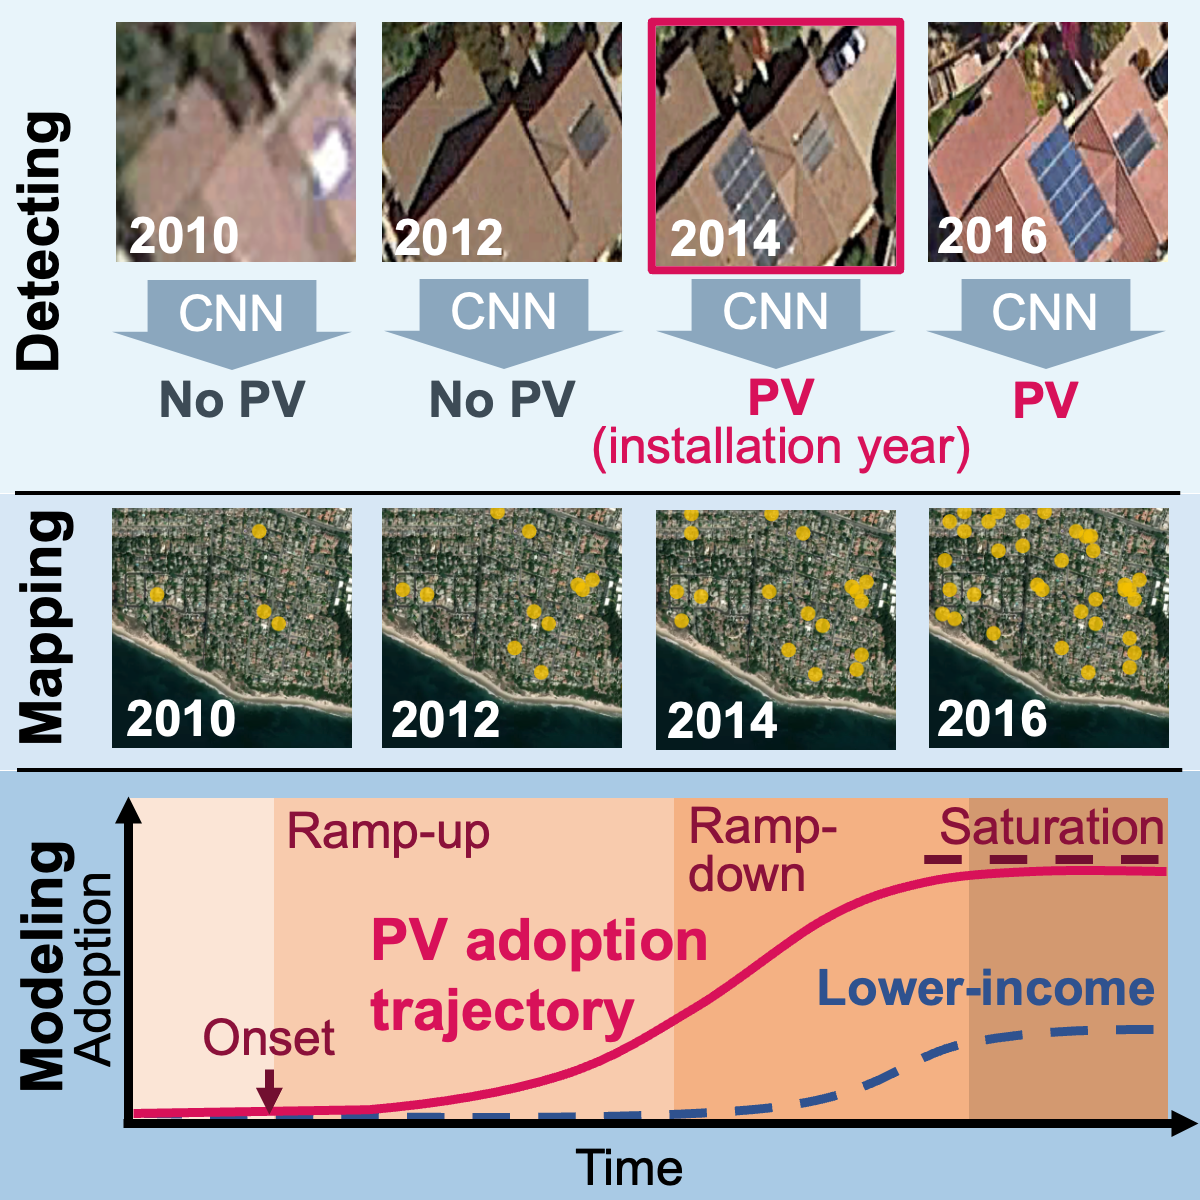 Detecting
2010
2012
2014
2016
CNN
CNN
CNN
CNN
No PV
No PV
PV
(installation year)
PV
Mapping
2010
2012
2014
2016
Modeling
Adoption
Ramp-up
Ramp-
down
Saturation
PV adoption
trajectory
Lower-income
Onset
Time